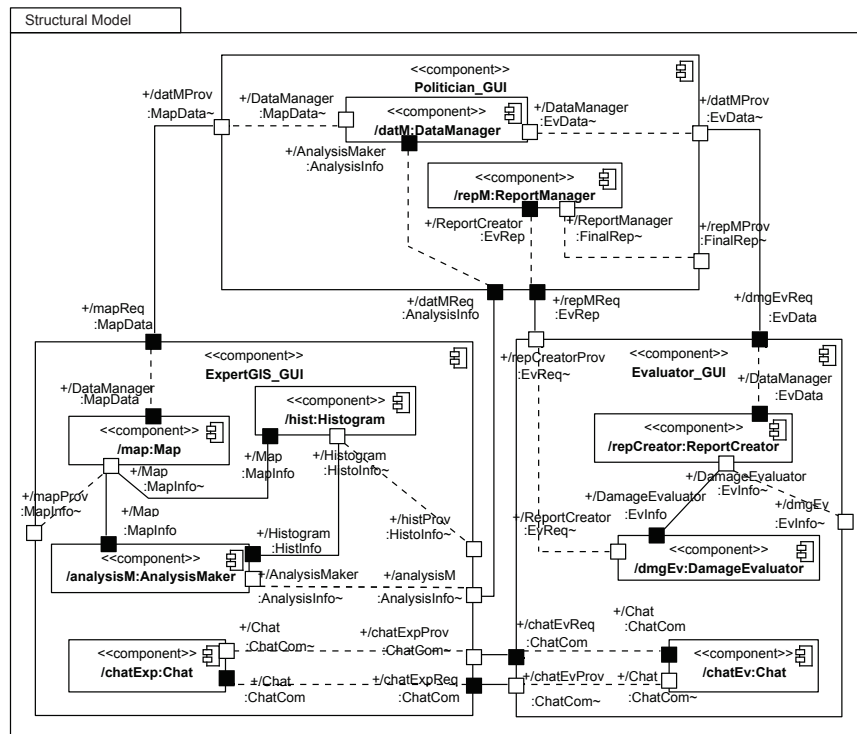 Structural Model
<<component>>
Politician_GUI
+/datMProv
:MapData~
+/DataManager
:MapData~
<<component>>
/datM:DataManager
+/DataManager
:EvData~
+/datMProv
:EvData~
+/AnalysisMaker
:AnalysisInfo
<<component>>
/repM:ReportManager
+/ReportCreator
:EvRep
+/ReportManager
:FinalRep~
+/repMProv
:FinalRep~
+/mapReq
:MapData
+/datMReq
:AnalysisInfo
+/repMReq
:EvRep
+/dmgEvReq
:EvData
<<component>>
ExpertGIS_GUI
+/DataManager
:MapData
<<component>>
/map:Map
<<component>>
/hist:Histogram
+/Map
:MapInfo~
+/Map
:MapInfo
+/Histogram
:HistoInfo~
+/mapProv
:MapInfo~
+/Map
:MapInfo
+/Histogram
:HistInfo
+/histProv
:HistoInfo~
<<component>>
/analysisM:AnalysisMaker
+/AnalysisMaker
:AnalysisInfo~
+/analysisM
:AnalysisInfo~
<<component>>
/chatExp:Chat
+/Chat
:ChatCom~
+/chatExpProv
:ChatCom~
+/Chat
:ChatCom
+/chatExpReq
:ChatCom
+/repCreatorProv
:EvReq~
<<component>>
Evaluator_GUI
+/DataManager
:EvData
<<component>>
/repCreator:ReportCreator
+/DamageEvaluator
:EvInfo~
+/DamageEvaluator
:EvInfo
+/dmgEv
:EvInfo~
+/ReportCreator
:EvReq~
<<component>>
/dmgEv:DamageEvaluator
+/chatEvReq
:ChatCom
+/Chat
:ChatCom
<<component>>
/chatEv:Chat
+/chatEvProv
:ChatCom~
+/Chat
:ChatCom~